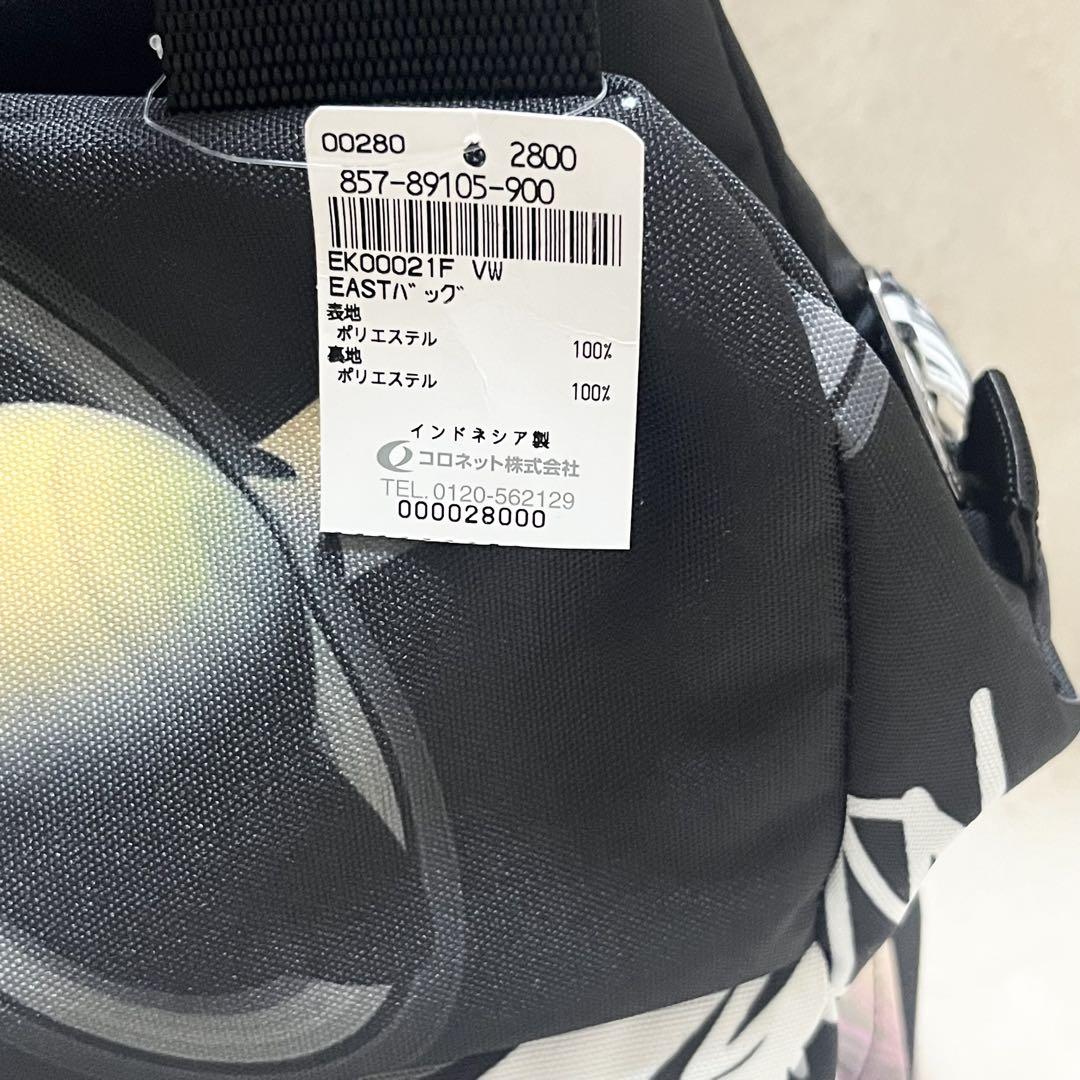 00280 2800
857-89105-900
EK00021F VW
EASTバッグ
表地
ポリエステル 100%
裏地
ポリエステル 100%
インドネシア製
コロネット株式会社
TEL.0120-562129
000028000